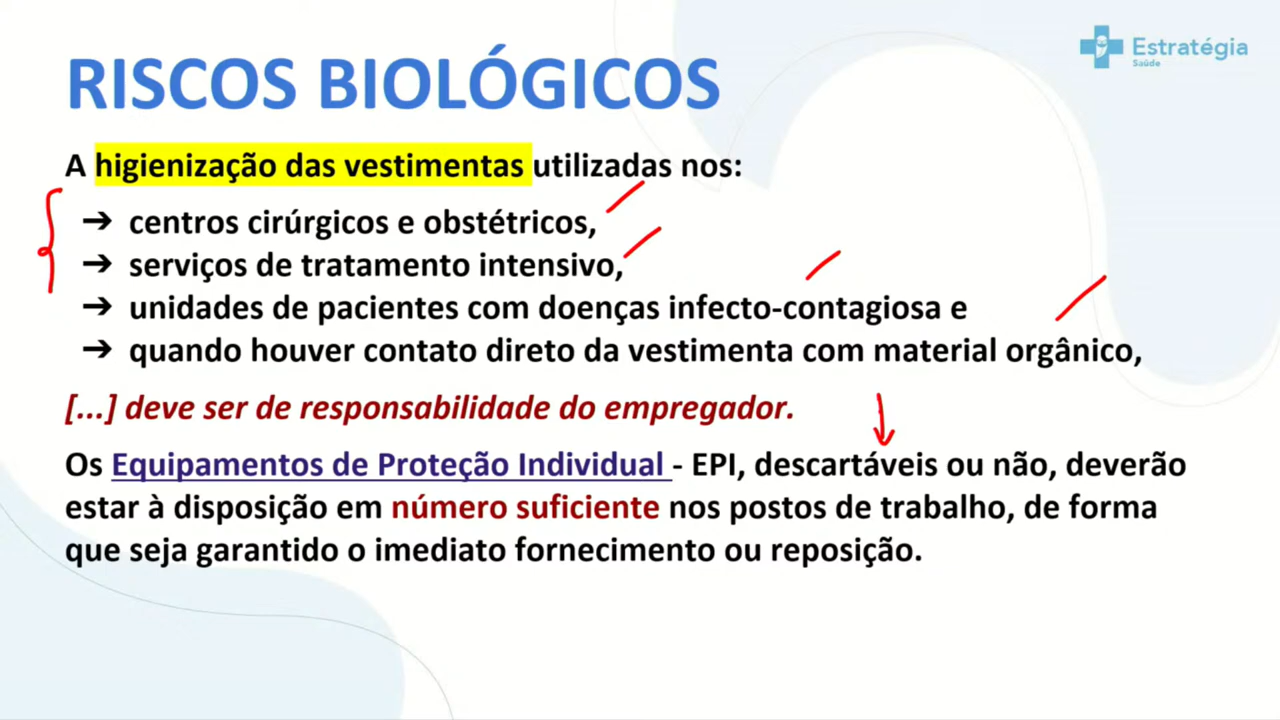 Estratégia
Saúde
RISCOS BIOLÓGICOS
A higienização das vestimentas utilizadas nos:
➔ centros cirúrgicos e obstétricos,
➔ serviços de tratamento intensivo,
➔ unidades de pacientes com doenças infecto-contagiosa e
➔ quando houver contato direto da vestimenta com material orgânico,
[...] deve ser de responsabilidade do empregador.
Os Equipamentos de Proteção Individual - EPI, descartáveis ou não, deverão
estar à disposição em número suficiente nos postos de trabalho, de forma
que seja garantido o imediato fornecimento ou reposição.